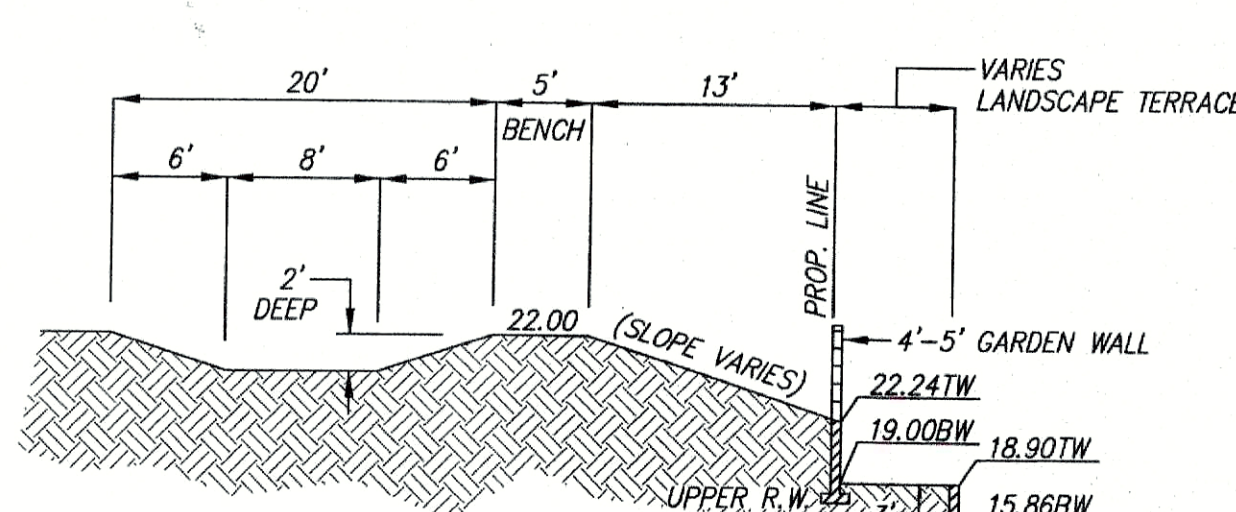 20'
5'
13'
VARIES
LANDSCAPE TERRACE
BENCH
6'
8'
6'
PROP. LINE
2'
DEEP
22.00
(SLOPE VARIES)
4'-5' GARDEN WALL
22.24TW
19.00BW
18.90TW
UPPER R.W.
15.86BW